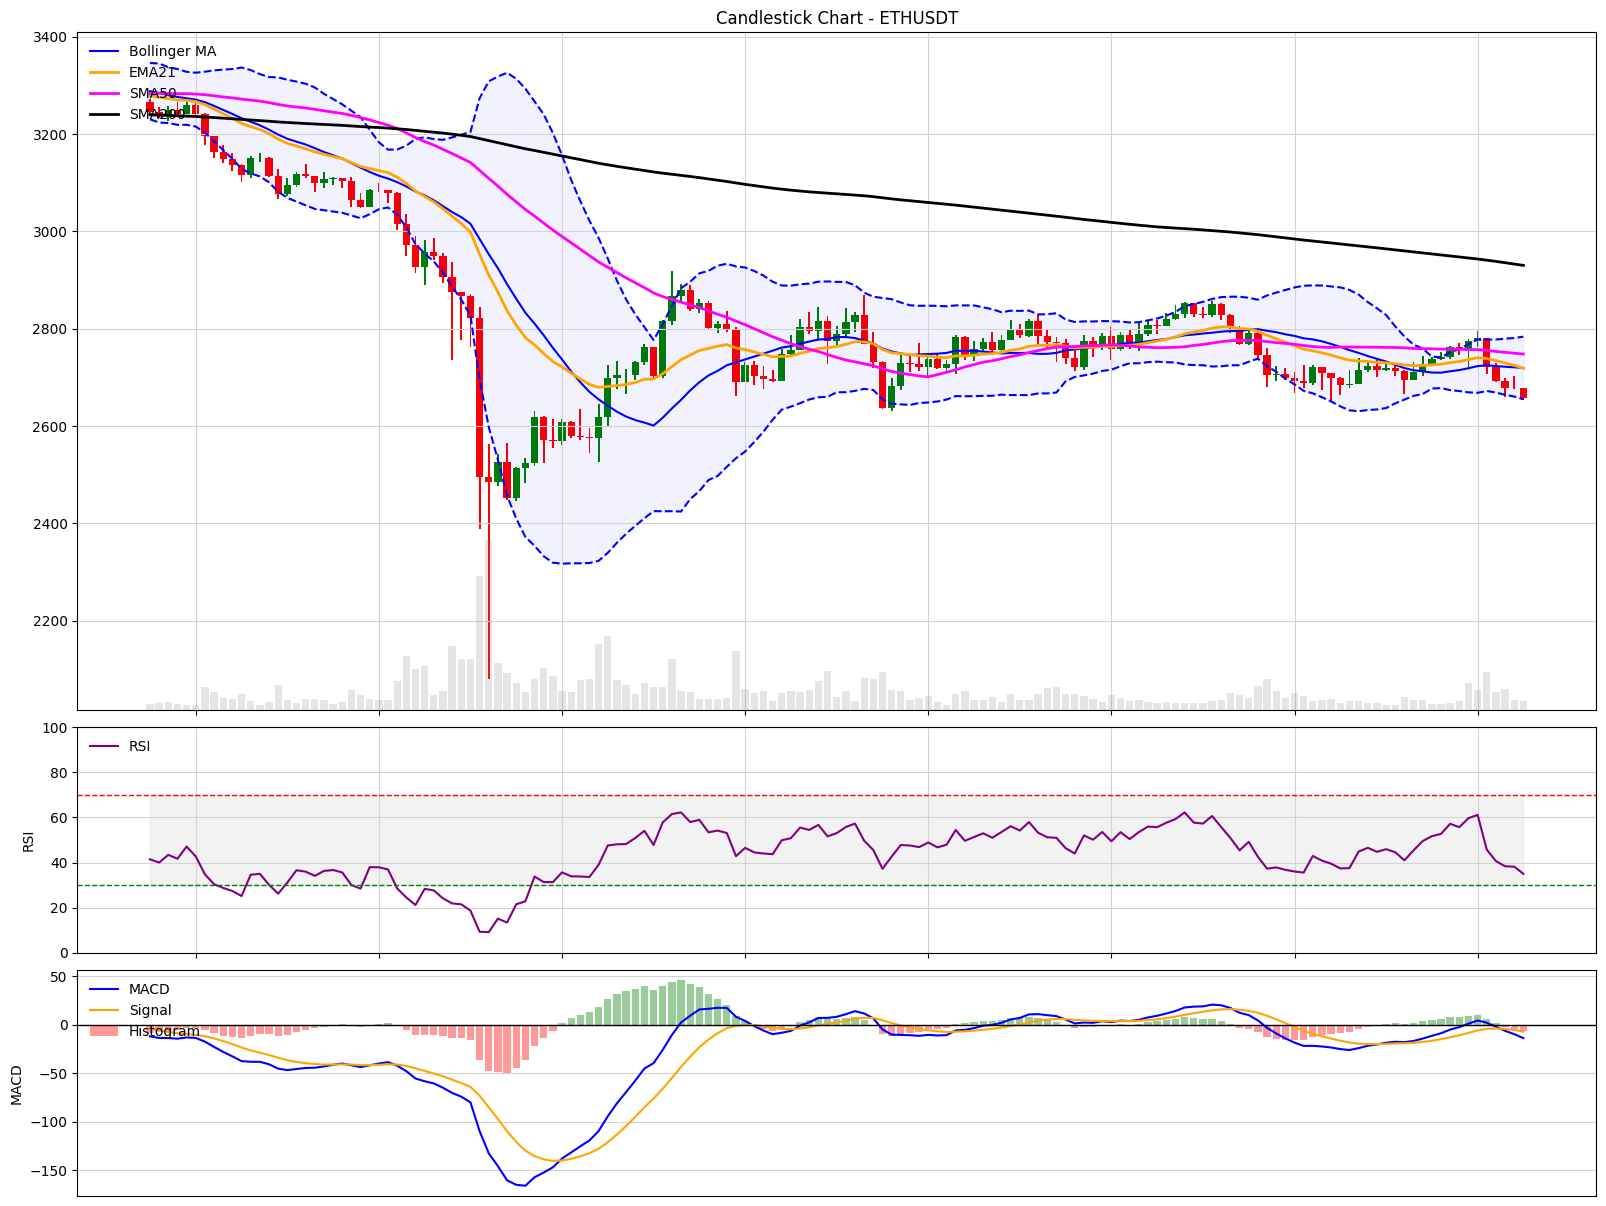 Candlestick Chart - ETHUSDT
3400
3200
3000
2800
2600
2400
2200
Bollinger MA
EMA21
SMA50
SMA200
100
80
60
40
20
0
RSI
RSI
50
0
−50
−100
−150
MACD
MACD
Signal
Histogram